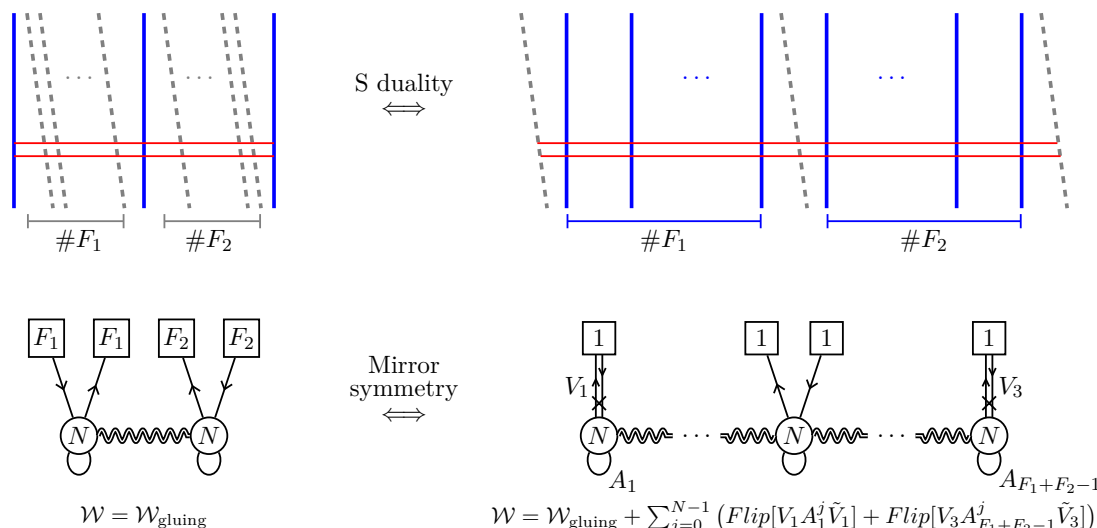 · · ·
· · ·
S duality
⟺
· · ·
· · ·
#F₁
#F₂
#F₁
#F₂
F₁
F₁
F₂
F₂
N
N
Mirror
symmetry
⟺
1
1
1
1
V₁
V₃
N
· · ·
N
· · ·
N
A₁
A_{F₁+F₂−1}
𝒲 = 𝒲_gluing
𝒲 = 𝒲_gluing + ∑_{j=0}^{N−1} (Flip[V₁A₁^jṼ₁] + Flip[V₃A^j_{F₁+F₂−1}Ṽ₃])